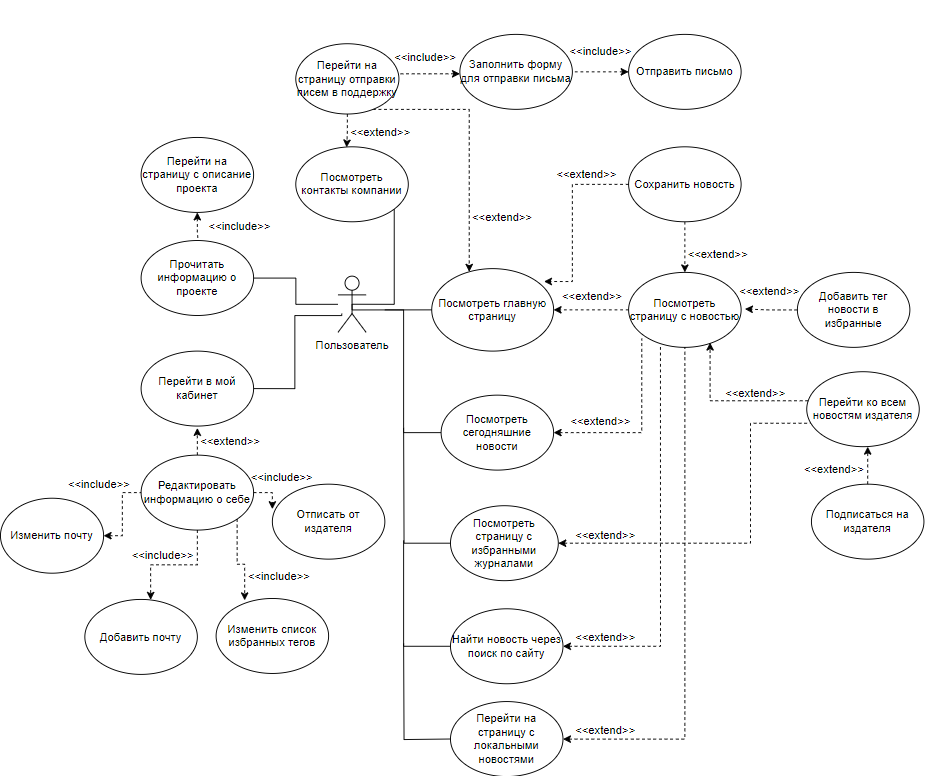 Перейти на
страницу отправки
писем в поддержку
<<include>>
Заполнить форму
для отправки письма
<<include>>
Отправить письмо
<<extend>>
Посмотреть
контакты компании
<<extend>>
Перейти на
страницу с описание
проекта
<<include>>
Прочитать
информацию о
проекте
<<extend>>
Сохранить новость
<<extend>>
Пользователь
Посмотреть главную
страницу
<<extend>>
Посмотреть
страницу с новостью
<<extend>>
Добавить тег
новости в
избранные
Перейти в мой
кабинет
<<extend>>
Редактировать
информацию о себе
<<include>>
Изменить почту
<<include>>
Отписать от
издателя
<<include>>
Добавить почту
<<include>>
Изменить список
избранных тегов
Посмотреть
сегодняшние
новости
<<extend>>
<<extend>>
Перейти ко всем
новостям издателя
<<extend>>
Подписаться на
издателя
Посмотреть
страницу с
избранными
журналами
<<extend>>
Найти новость через
поиск по сайту
<<extend>>
Перейти на
страницу с
локальными
новостями
<<extend>>